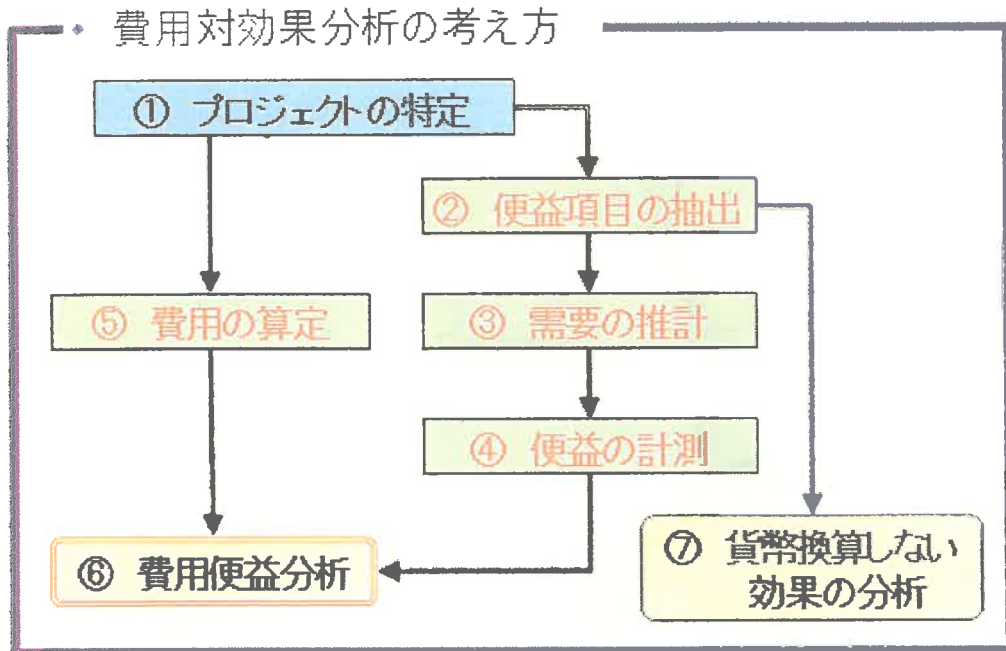 ・ 費用対効果分析の考え方
① プロジェクトの特定
② 便益項目の抽出
⑤ 費用の算定
③ 需要の推計
④ 便益の計測
⑥ 費用便益分析
⑦ 貨幣換算しない
効果の分析